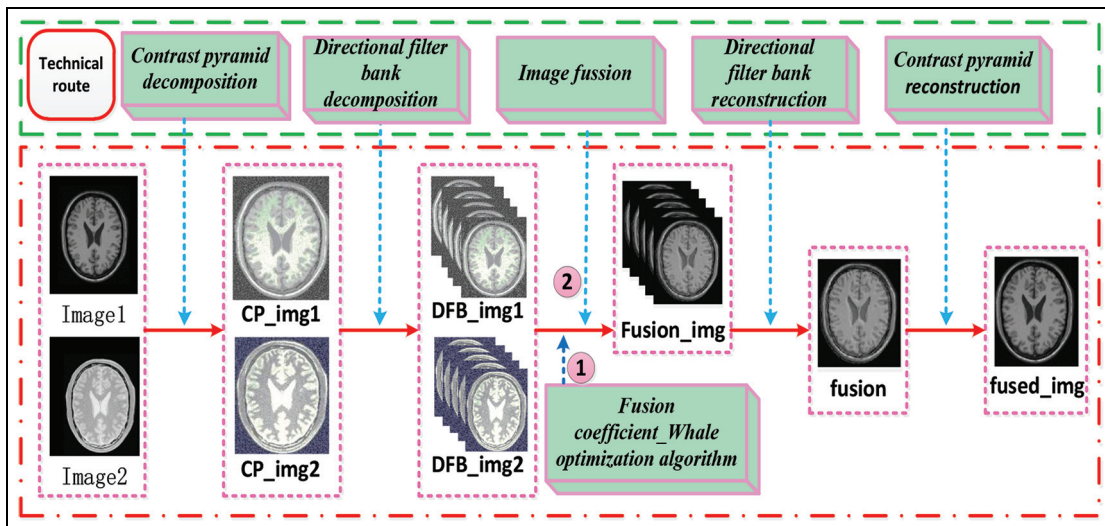 Technical
route
Contrast pyramid
decomposition
Directional filter
bank
decomposition
Image fussion
Directional
filter bank
reconstruction
Contrast pyramid
reconstruction
Image1
CP_img1
DFB_img1
2
Fusion_img
1
Image2
CP_img2
DFB_img2
Fusion
coefficient_Whale
optimization algorithm
fusion
fused_img